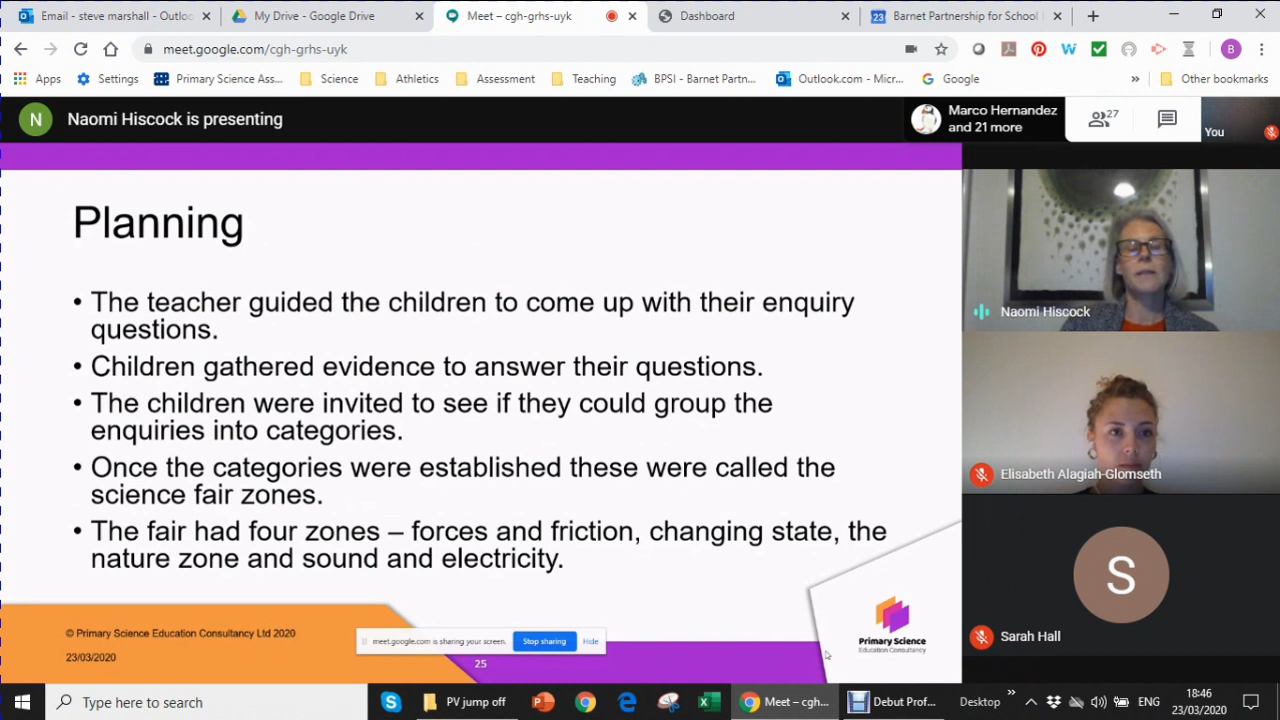 Email - steve marshall - Outloo
My Drive - Google Drive
Meet – cgh-grhs-uyk
Dashboard
23
Barnet Partnership for School
meet.google.com/cgh-grhs-uyk
B
Apps
Settings
Primary Science Ass...
Science
Athletics
Assessment
Teaching
BPSI - Barnet Partn...
Outlook.com - Micr...
Google
»
Other bookmarks
N
Naomi Hiscock is presenting
Marco Hernandez
and 21 more
27
You
Planning
• The teacher guided the children to come up with their enquiry
questions.
• Children gathered evidence to answer their questions.
• The children were invited to see if they could group the
enquiries into categories.
• Once the categories were established these were called the
science fair zones.
• The fair had four zones – forces and friction, changing state, the
nature zone and sound and electricity.
Naomi Hiscock
Elisabeth Alagiah-Glomseth
S
Sarah Hall
© Primary Science Education Consultancy Ltd 2020
23/03/2020
meet.google.com is sharing your screen.
Stop sharing
Hide
25
Primary Science
Education Consultancy
Type here to search
PV jump off
Meet – cgh-...
Debut Prof...
Desktop
»
ENG
18:46
23/03/2020